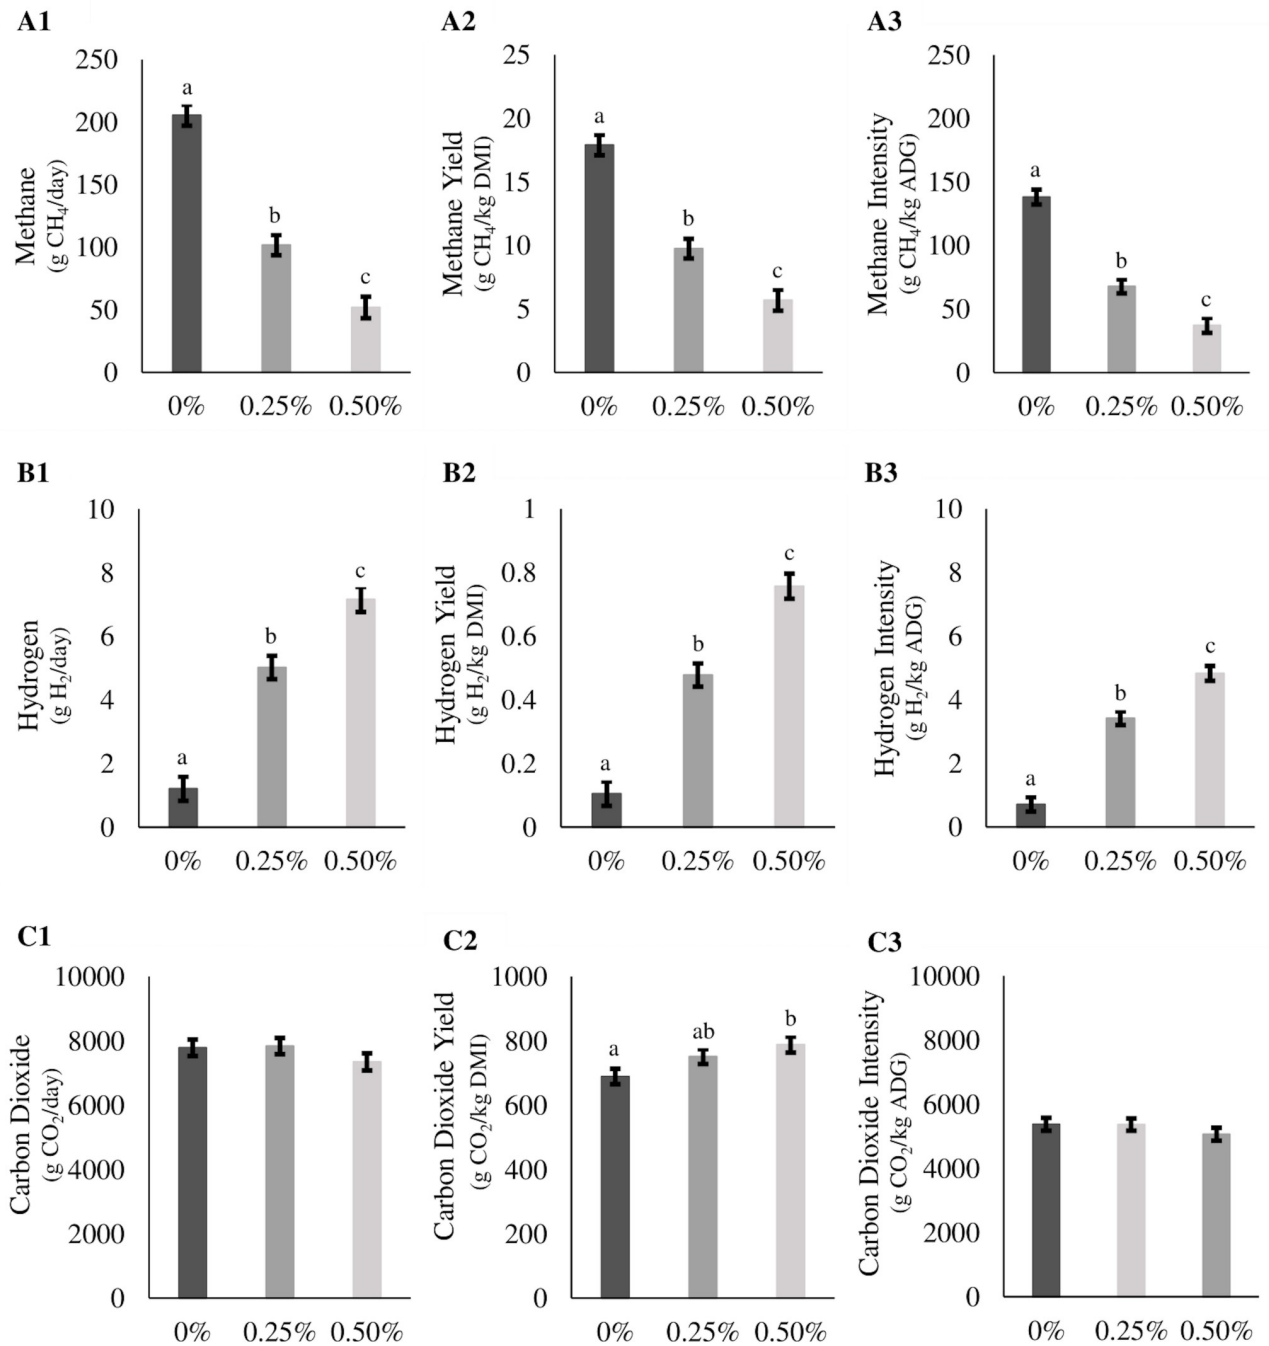 A1
250
200
150
100
50
0
Methane
(g CH₄/day)
a
b
c
0% 0.25% 0.50%
A2
25
20
15
10
5
0
Methane Yield
(g CH₄/kg DMI)
a
b
c
0% 0.25% 0.50%
A3
250
200
150
100
50
0
Methane Intensity
(g CH₄/kg ADG)
a
b
c
0% 0.25% 0.50%
B1
10
8
6
4
2
0
Hydrogen
(g H₂/day)
a
b
c
0% 0.25% 0.50%
B2
1
0.8
0.6
0.4
0.2
0
Hydrogen Yield
(g H₂/kg DMI)
a
b
c
0% 0.25% 0.50%
B3
10
8
6
4
2
0
Hydrogen Intensity
(g H₂/kg ADG)
a
b
c
0% 0.25% 0.50%
C1
10000
8000
6000
4000
2000
0
Carbon Dioxide
(g CO₂/day)
0% 0.25% 0.50%
C2
1000
800
600
400
200
0
Carbon Dioxide Yield
(g CO₂/kg DMI)
a
ab
b
0% 0.25% 0.50%
C3
10000
8000
6000
4000
2000
0
Carbon Dioxide Intensity
(g CO₂/kg ADG)
0% 0.25% 0.50%